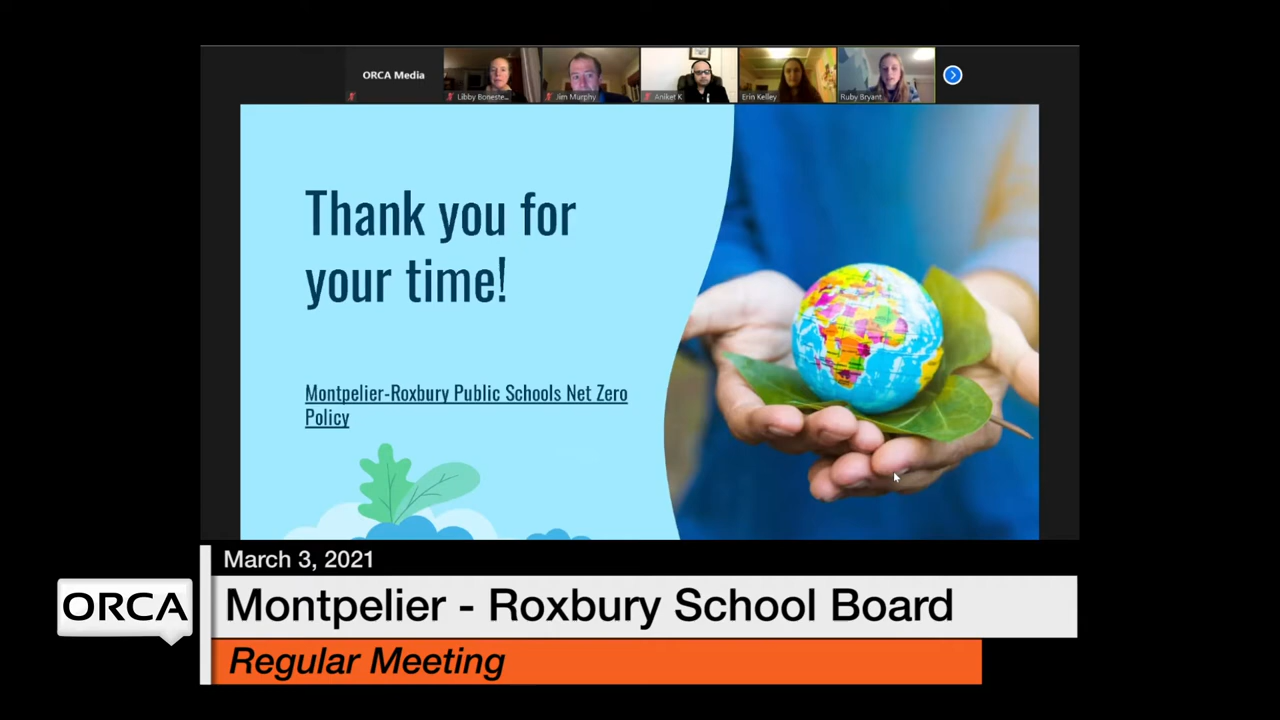 ORCA Media
Libby Boneste...
Jim Murphy
Aniket K
Erin Kelley
Ruby Bryant
Thank you for
your time!
Montpelier-Roxbury Public Schools Net Zero
Policy
March 3, 2021
ORCA
Montpelier - Roxbury School Board
Regular Meeting